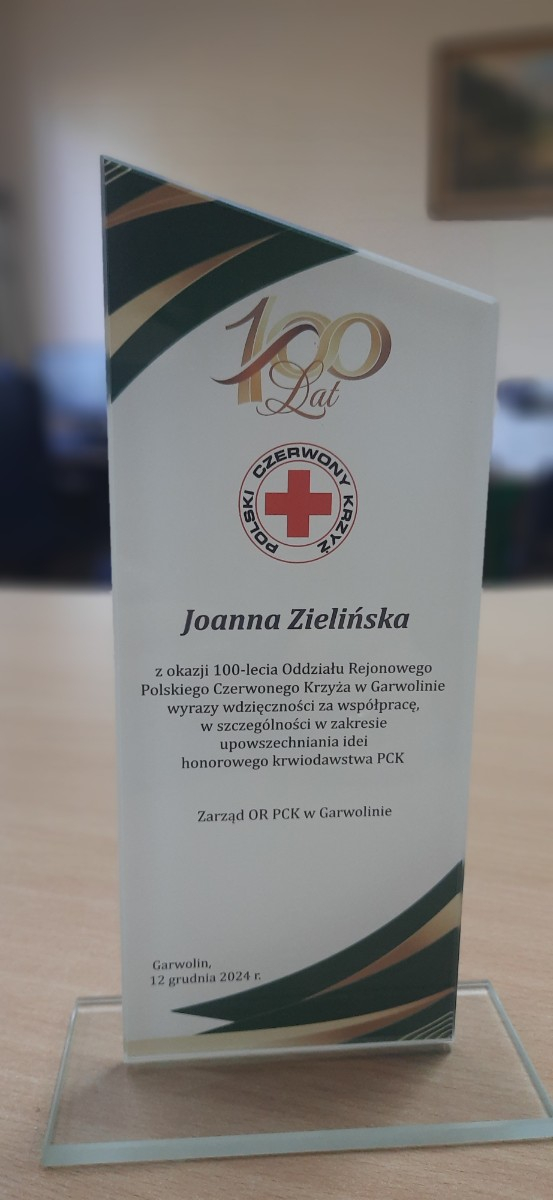 100
Lat
POLSKI CZERWONY KRZYŻ
Joanna Zielińska
z okazji 100-lecia Oddziału Rejonowego
Polskiego Czerwonego Krzyża w Garwolinie
wyrazy wdzięczności za współpracę,
w szczególności w zakresie
upowszechniania idei
honorowego krwiodawstwa PCK
Zarząd OR PCK w Garwolinie
Garwolin,
12 grudnia 2024 r.